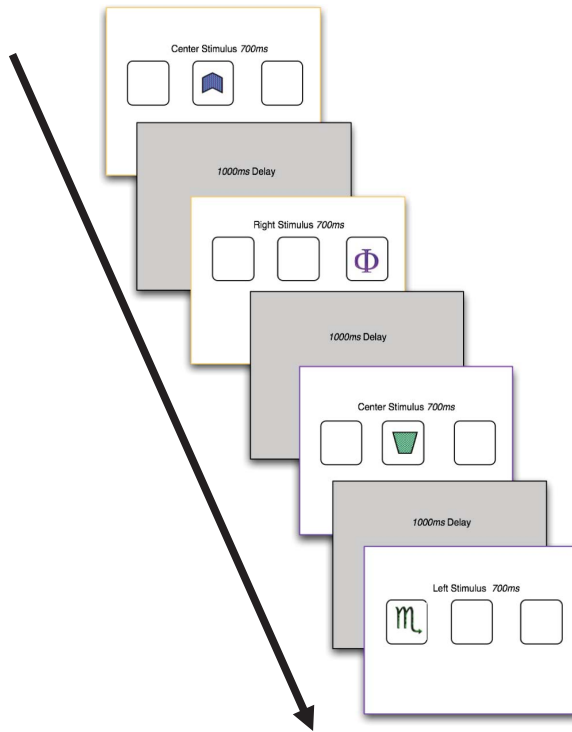 Center Stimulus 700ms
1000ms Delay
Right Stimulus 700ms
Φ
1000ms Delay
Center Stimulus 700ms
1000ms Delay
Left Stimulus 700ms
♏